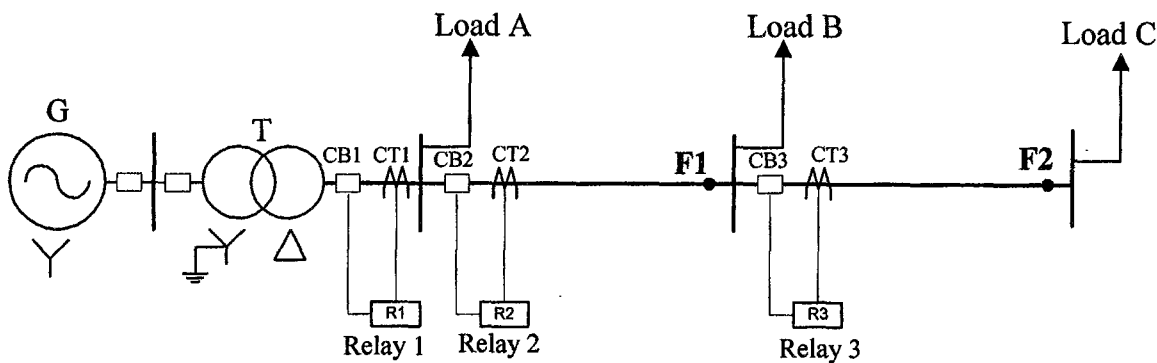 Load A
Load B
Load C
G
T
CB1
CT1
CB2
CT2
F1
CB3
CT3
F2
R1
R2
R3
Relay 1
Relay 2
Relay 3